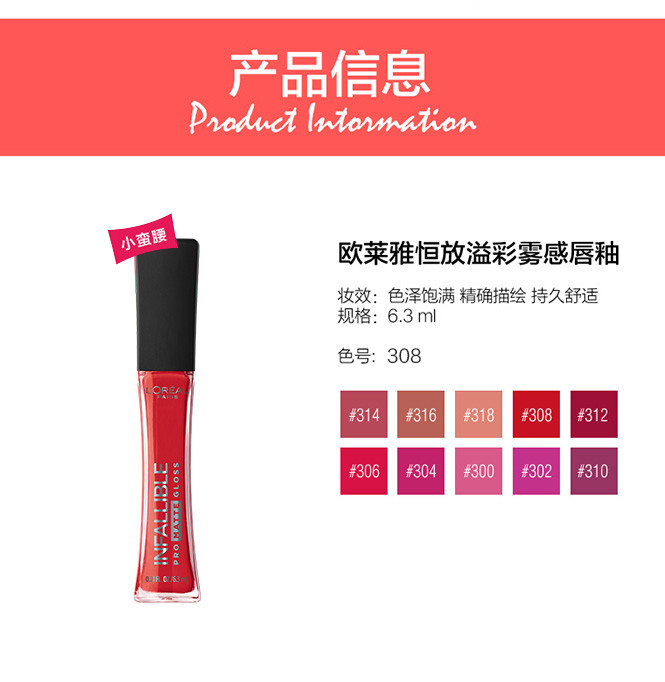 产品信息
Product Intormation
小蛮腰
欧莱雅恒放溢彩雾感唇釉
妆效：色泽饱满 精确描绘 持久舒适
规格：6.3 ml
色号：308
L'ORÉAL
PARIS
INFALLIBLE
PRO MATTE GLOSS
#314 #316 #318 #308 #312
#306 #304 #300 #302 #310